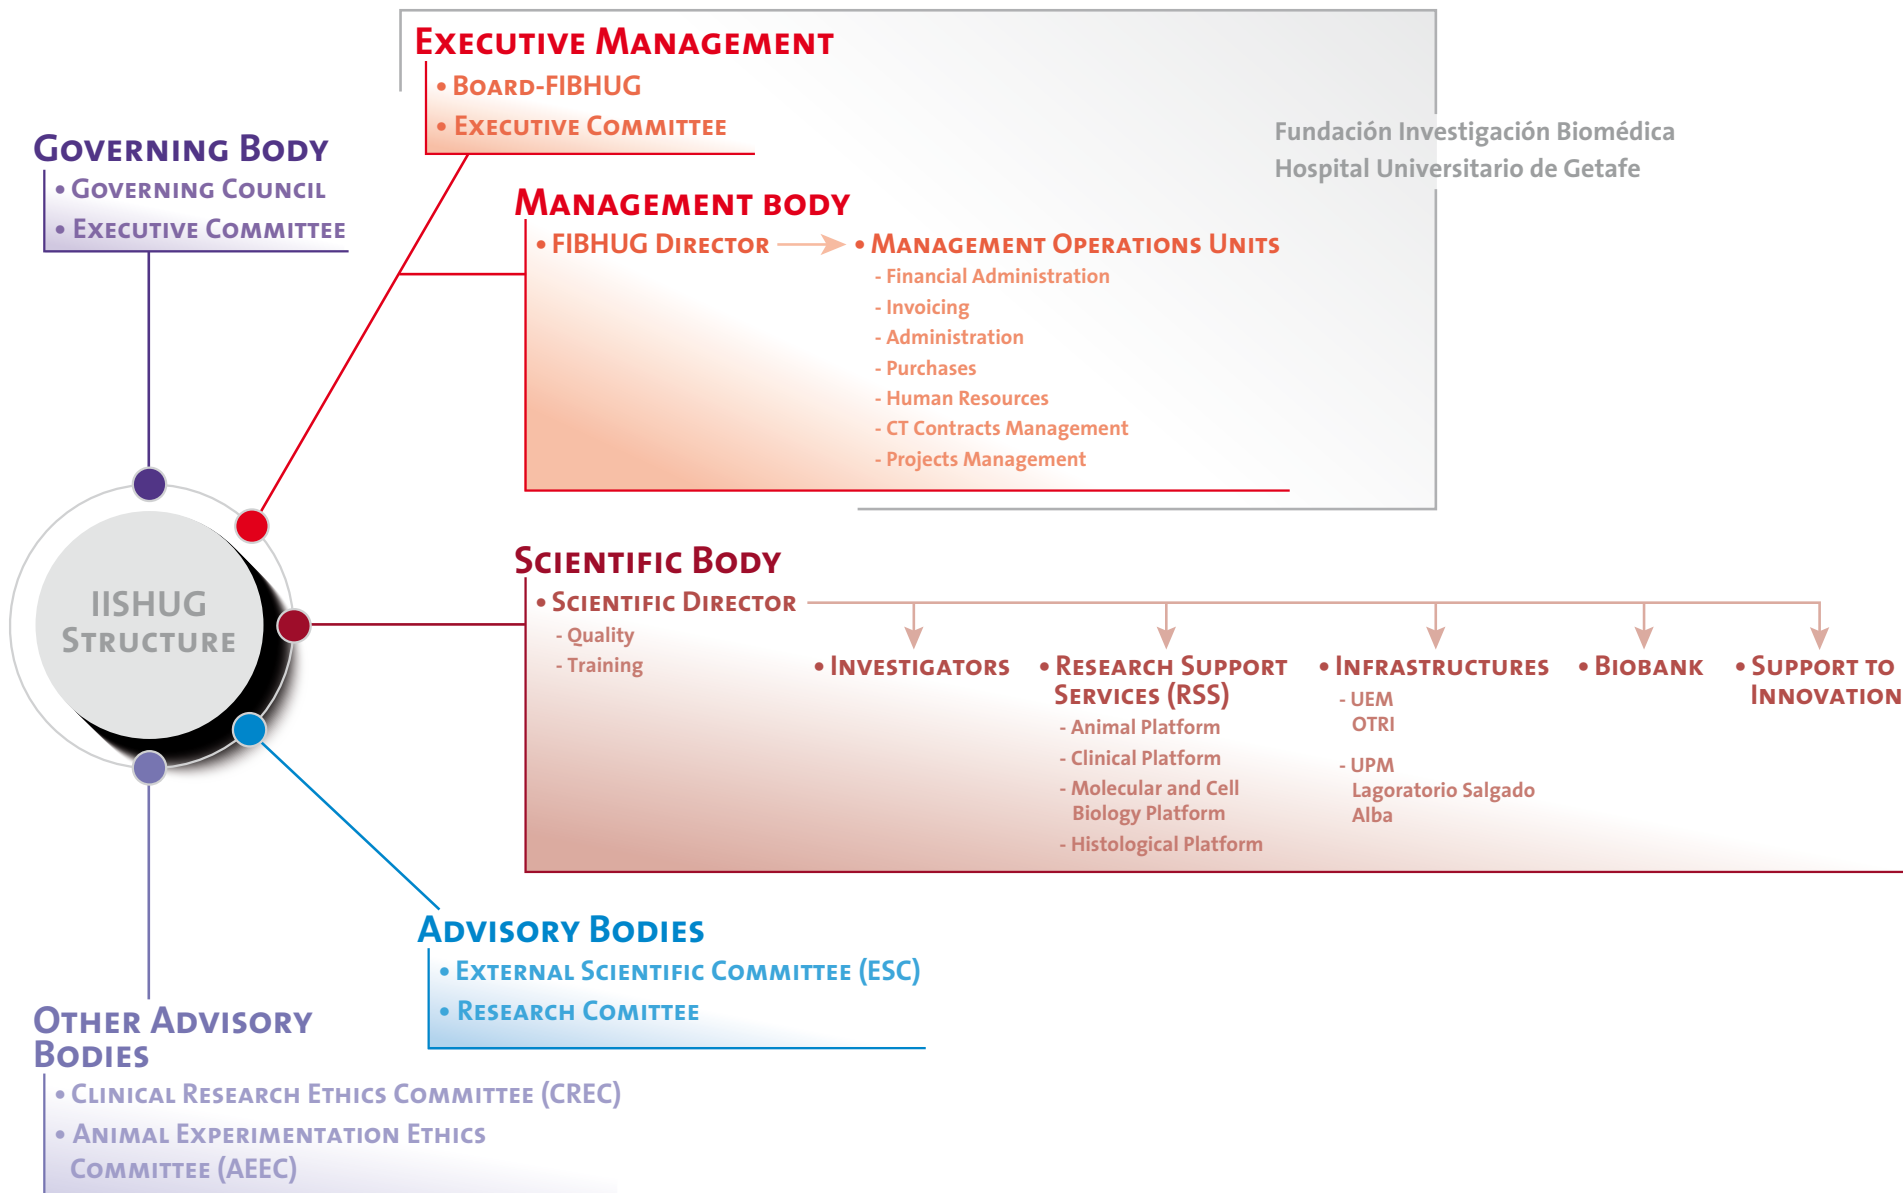 EXECUTIVE MANAGEMENT
• BOARD-FIBHUG
• EXECUTIVE COMMITTEE
Fundación Investigación Biomédica
Hospital Universitario de Getafe
GOVERNING BODY
• GOVERNING COUNCIL
• EXECUTIVE COMMITTEE
MANAGEMENT BODY
• FIBHUG DIRECTOR
• MANAGEMENT OPERATIONS UNITS
- Financial Administration
- Invoicing
- Administration
- Purchases
- Human Resources
- CT Contracts Management
- Projects Management
IISHUG
STRUCTURE
SCIENTIFIC BODY
• SCIENTIFIC DIRECTOR
- Quality
- Training
• INVESTIGATORS
• RESEARCH SUPPORT
SERVICES (RSS)
- Animal Platform
- Clinical Platform
- Molecular and Cell
Biology Platform
- Histological Platform
• INFRASTRUCTURES
- UEM
OTRI
- UPM
Lagoratorio Salgado
Alba
• BIOBANK
• SUPPORT TO
INNOVATION
ADVISORY BODIES
• EXTERNAL SCIENTIFIC COMMITTEE (ESC)
• RESEARCH COMITTEE
OTHER ADVISORY
BODIES
• CLINICAL RESEARCH ETHICS COMMITTEE (CREC)
• ANIMAL EXPERIMENTATION ETHICS
COMMITTEE (AEEC)